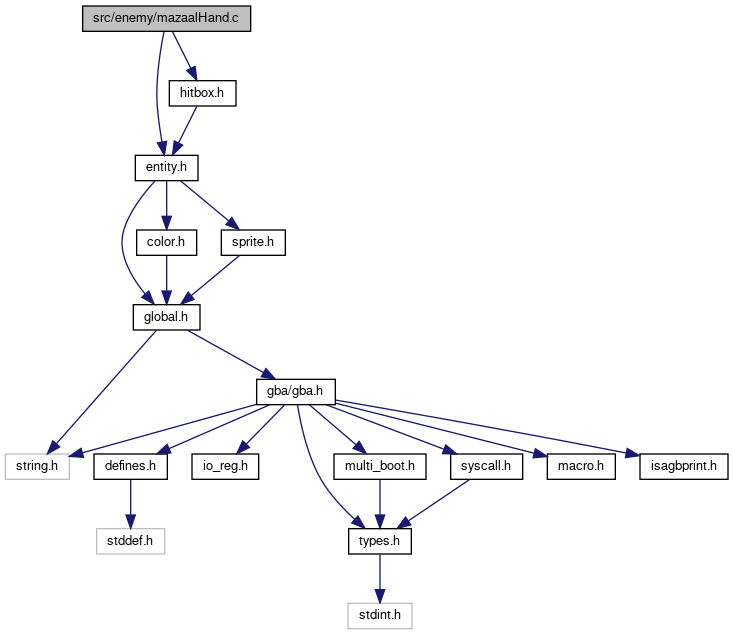 src/enemy/mazaalHand.c
hitbox.h
entity.h
color.h
sprite.h
global.h
gba/gba.h
string.h
defines.h
io_reg.h
multi_boot.h
syscall.h
macro.h
isagbprint.h
stddef.h
types.h
stdint.h